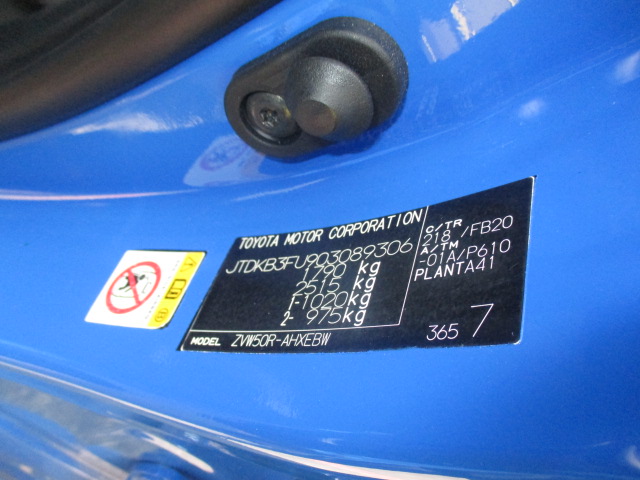 TOYOTA MOTOR CORPORATION
JTDKB3FU903089306
1790 kg
2515 kg
1-1020kg
2- 975kg
MODEL ZVW50R-AHXEBW
C/TR
218 /FB20
A/TM
-01A/P610
PLANTA41
365 7